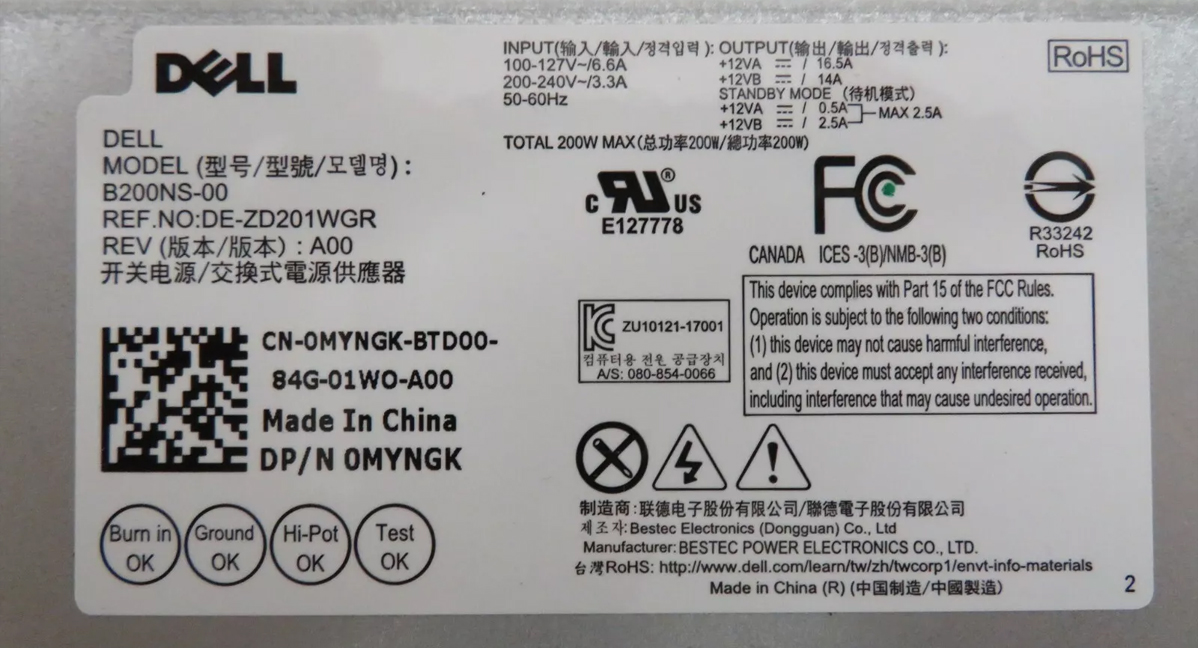 DELL
DELL
MODEL (型号/型號/모델명):
B200NS-00
REF.NO:DE-ZD201WGR
REV (版本/版本) : A00
开关电源/交換式電源供應器
CN-0MYNGK-BTD00-
84G-01WO-A00
Made In China
DP/N 0MYNGK
Burn in OK
Ground OK
Hi-Pot OK
Test OK
INPUT(输入/輸入/정격입력 ):
100-127V~/6.6A
200-240V~/3.3A
50-60Hz
OUTPUT(输出/輸出/정격출력 ):
+12VA ⎓ / 16.5A
+12VB ⎓ / 14A
STANDBY MODE (待机模式)
+12VA ⎓ / 0.5A
+12VB ⎓ / 2.5A
MAX 2.5A
TOTAL 200W MAX(总功率200W/總功率200W)
RoHS
C RU ® US
E127778
FC
CANADA ICES -3(B)/NMB-3(B)
R33242
RoHS
KC ZU10121-17001
컴퓨터용 전원 공급장치
A/S: 080-854-0066
This device complies with Part 15 of the FCC Rules.
Operation is subject to the following two conditions:
(1) this device may not cause harmful interference,
and (2) this device must accept any interference received,
including interference that may cause undesired operation.
制造商:联德电子股份有限公司/聯德電子股份有限公司
제조자:Bestec Electronics (Dongguan) Co., Ltd
Manufacturer: BESTEC POWER ELECTRONICS CO., LTD.
台灣RoHS: http://www.dell.com/learn/tw/zh/twcorp1/envt-info-materials
Made in China (R) (中国制造/中國製造)
2